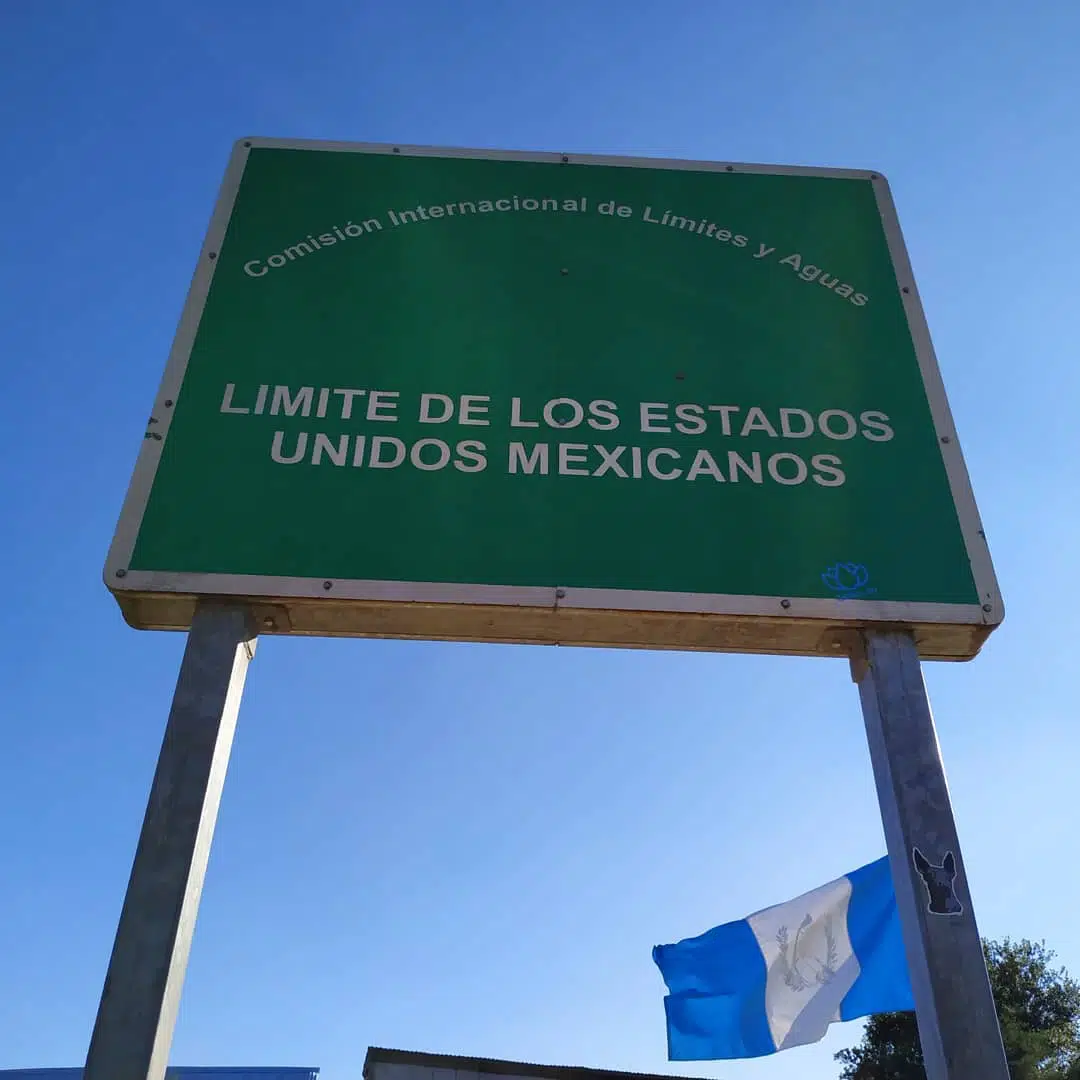 Comisión Internacional de Límites y Aguas
LIMITE DE LOS ESTADOS
UNIDOS MEXICANOS